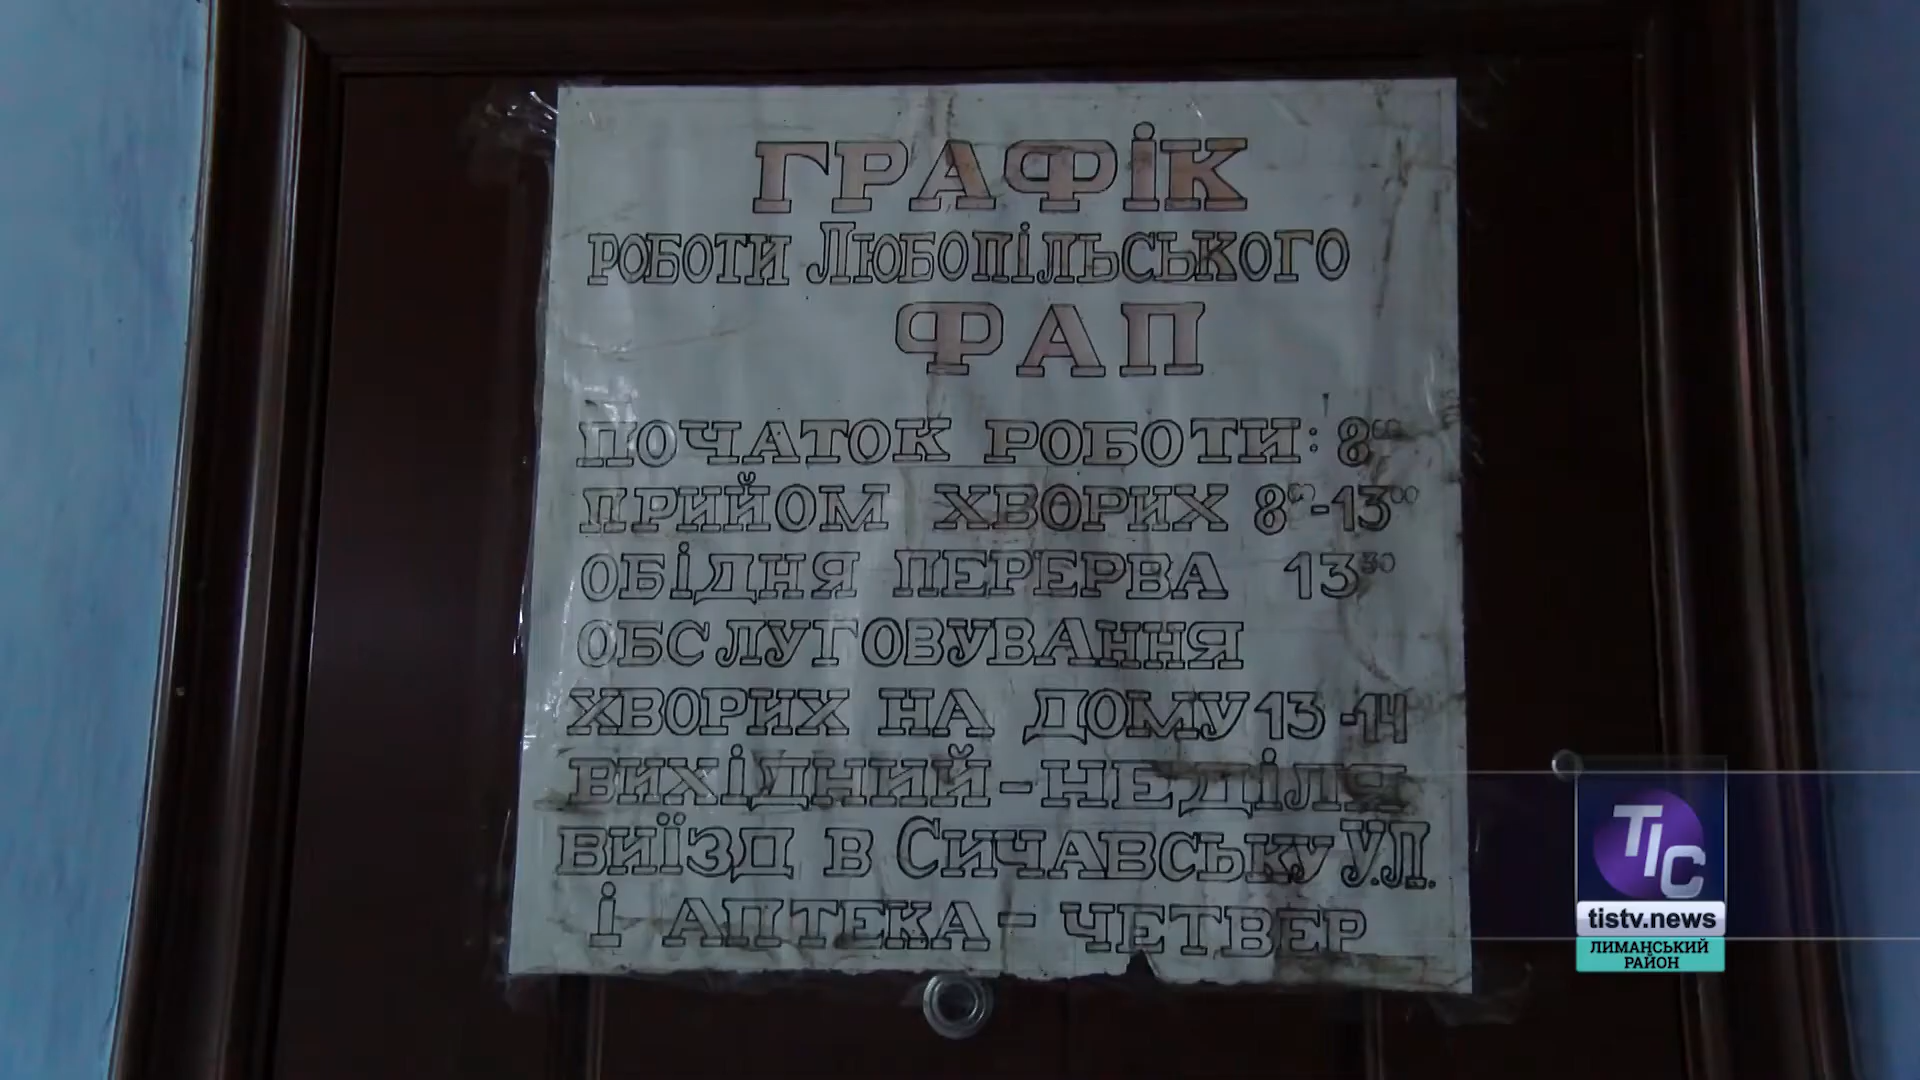 ГРАФІК
РОБОТИ ЛЮБОПІЛЬСЬКОГО
ФАП
ПОЧАТОК РОБОТИ: 8⁰⁰
ПРИЙОМ ХВОРИХ 8⁰⁰-13⁰⁰
ОБІДНЯ ПЕРЕРВА 13³⁰
ОБСЛУГОВУВАННЯ
ХВОРИХ НА ДОМУ 13-14
ВИХІДНИЙ - НЕДІЛЯ
ВИЇЗД В СИЧАВСЬКУ У.Л.
І АПТЕКА - ЧЕТВЕР
ТІС
tistv.news
ЛИМАНСЬКИЙ
РАЙОН